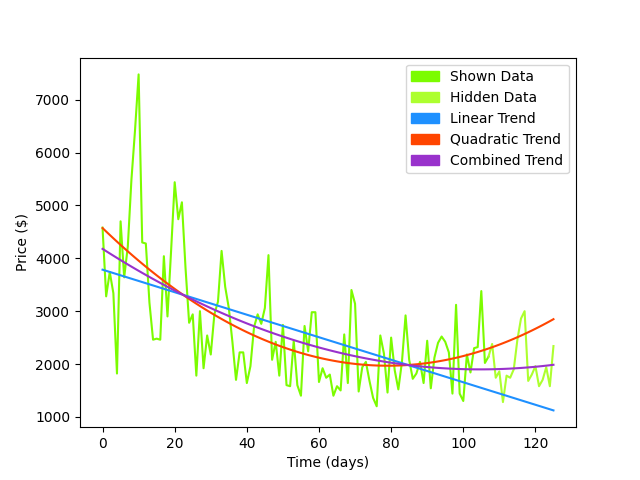 Shown Data
Hidden Data
Linear Trend
Quadratic Trend
Combined Trend
7000
6000
5000
4000
3000
2000
1000
Price ($)
0 20 40 60 80 100 120
Time (days)